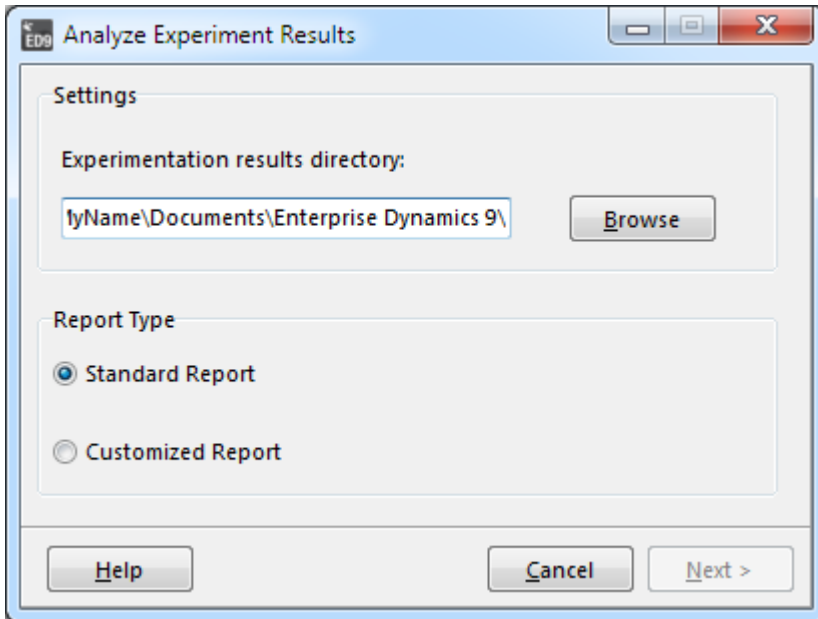 ED9 Analyze Experiment Results
Settings
Experimentation results directory:
\Documents\Enterprise Dynamics 9\ Browse
Report Type
Standard Report
Customized Report
Help Cancel Next >